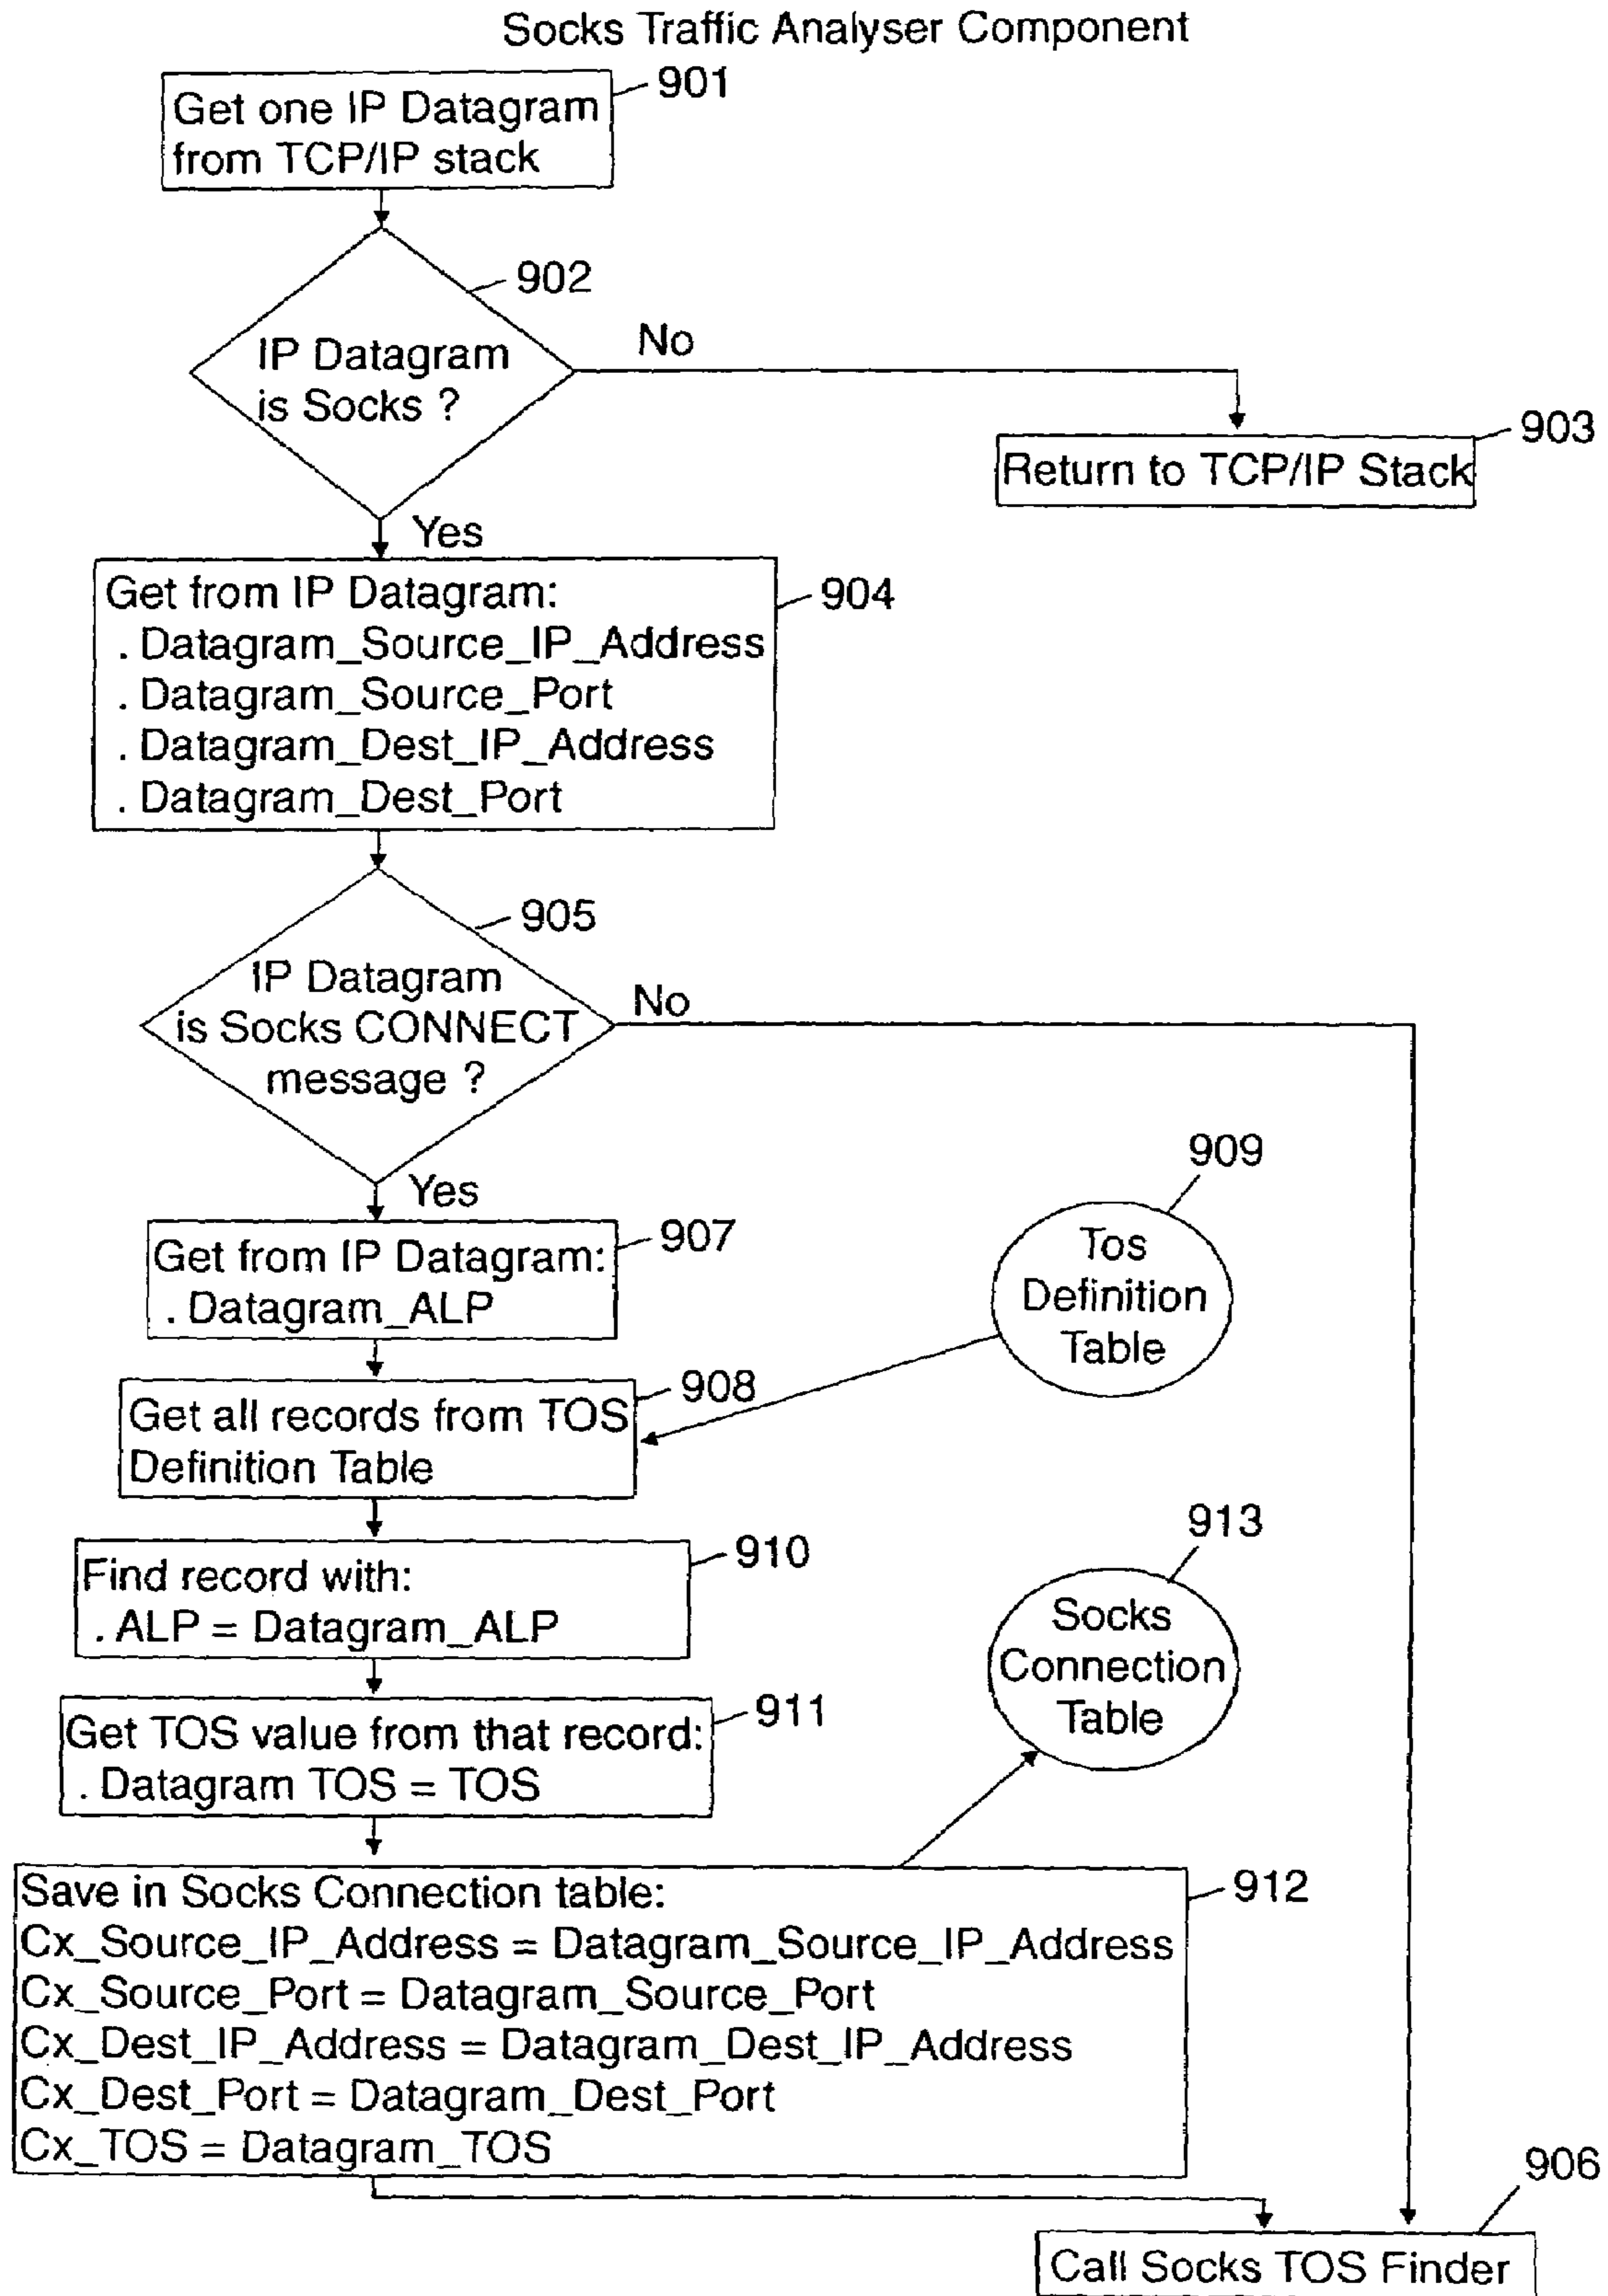 Socks Traffic Analyser Component
901
Get one IP Datagram
from TCP/IP stack
902
IP Datagram
is Socks ?
No
903
Return to TCP/IP Stack
Yes
904
Get from IP Datagram:
. Datagram_Source_IP_Address
. Datagram_Source_Port
. Datagram_Dest_IP_Address
. Datagram_Dest_Port
905
IP Datagram
is Socks CONNECT
message ?
No
Yes
907
Get from IP Datagram:
. Datagram_ALP
909
Tos
Definition
Table
908
Get all records from TOS
Definition Table
910
Find record with:
. ALP = Datagram_ALP
913
Socks
Connection
Table
911
Get TOS value from that record:
. Datagram TOS = TOS
912
Save in Socks Connection table:
Cx_Source_IP_Address = Datagram_Source_IP_Address
Cx_Source_Port = Datagram_Source_Port
Cx_Dest_IP_Address = Datagram_Dest_IP_Address
Cx_Dest_Port = Datagram_Dest_Port
Cx_TOS = Datagram_TOS
906
Call Socks TOS Finder